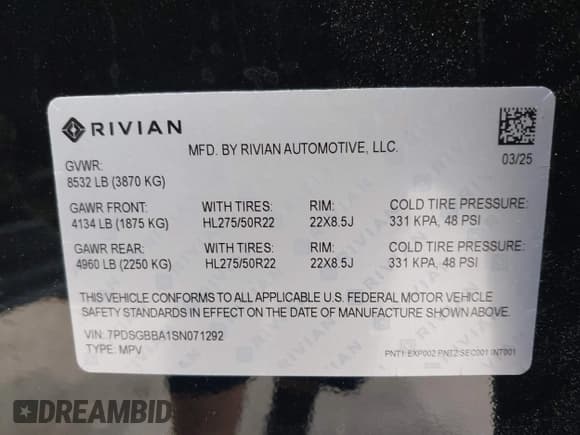 RIVIAN
MFD. BY RIVIAN AUTOMOTIVE, LLC.
03/25
GVWR:
8532 LB (3870 KG)
GAWR FRONT: WITH TIRES: RIM: COLD TIRE PRESSURE:
4134 LB (1875 KG) HL275/50R22 22X8.5J 331 KPA, 48 PSI
GAWR REAR: WITH TIRES: RIM: COLD TIRE PRESSURE:
4960 LB (2250 KG) HL275/50R22 22X8.5J 331 KPA, 48 PSI
THIS VEHICLE CONFORMS TO ALL APPLICABLE U.S. FEDERAL MOTOR VEHICLE
SAFETY STANDARDS IN EFFECT ON THE DATE OF MANUFACTURE SHOWN ABOVE.
VIN: 7PDSGBBA1SN071292
TYPE: MPV
PNT1:EXP002 PNT2:SEC001 INT001
DREAMBID